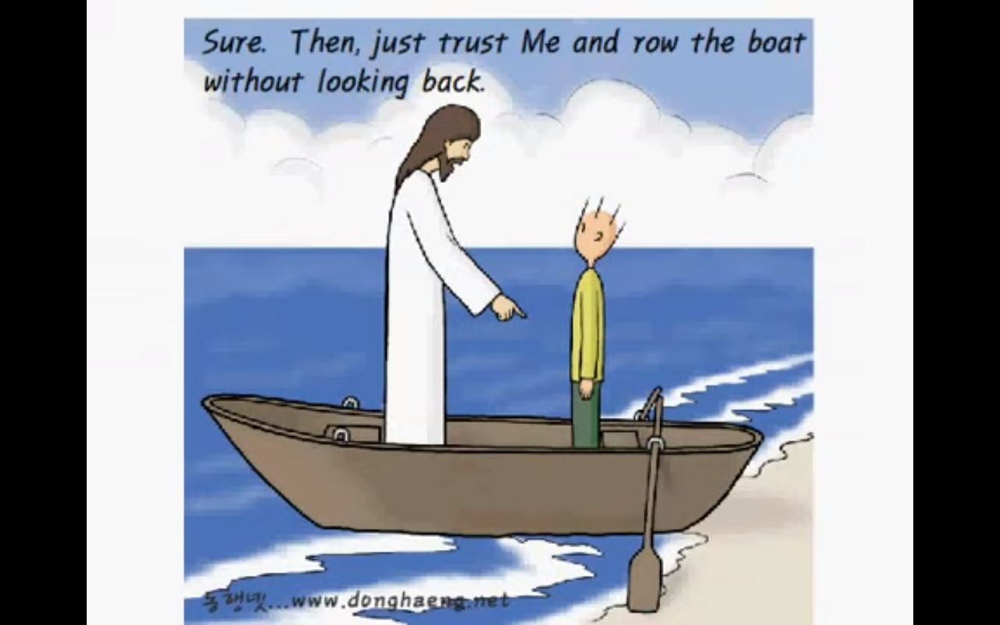 Sure. Then, just trust Me and row the boat
without looking back.
동행넷...www.donghaeng.net